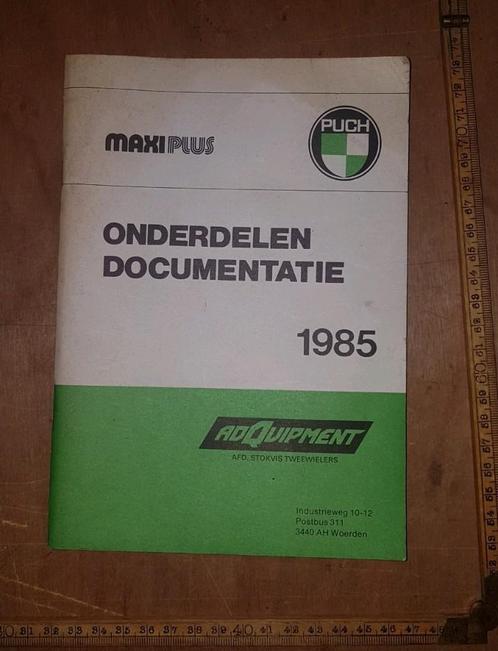 MAXI PLUS
PUCH
ONDERDELEN
DOCUMENTATIE
1985
ADQUIPMENT
AFD. STOKVIS TWEEWIELERS
Industrieweg 10-12
Postbus 311
3440 AH Woerden